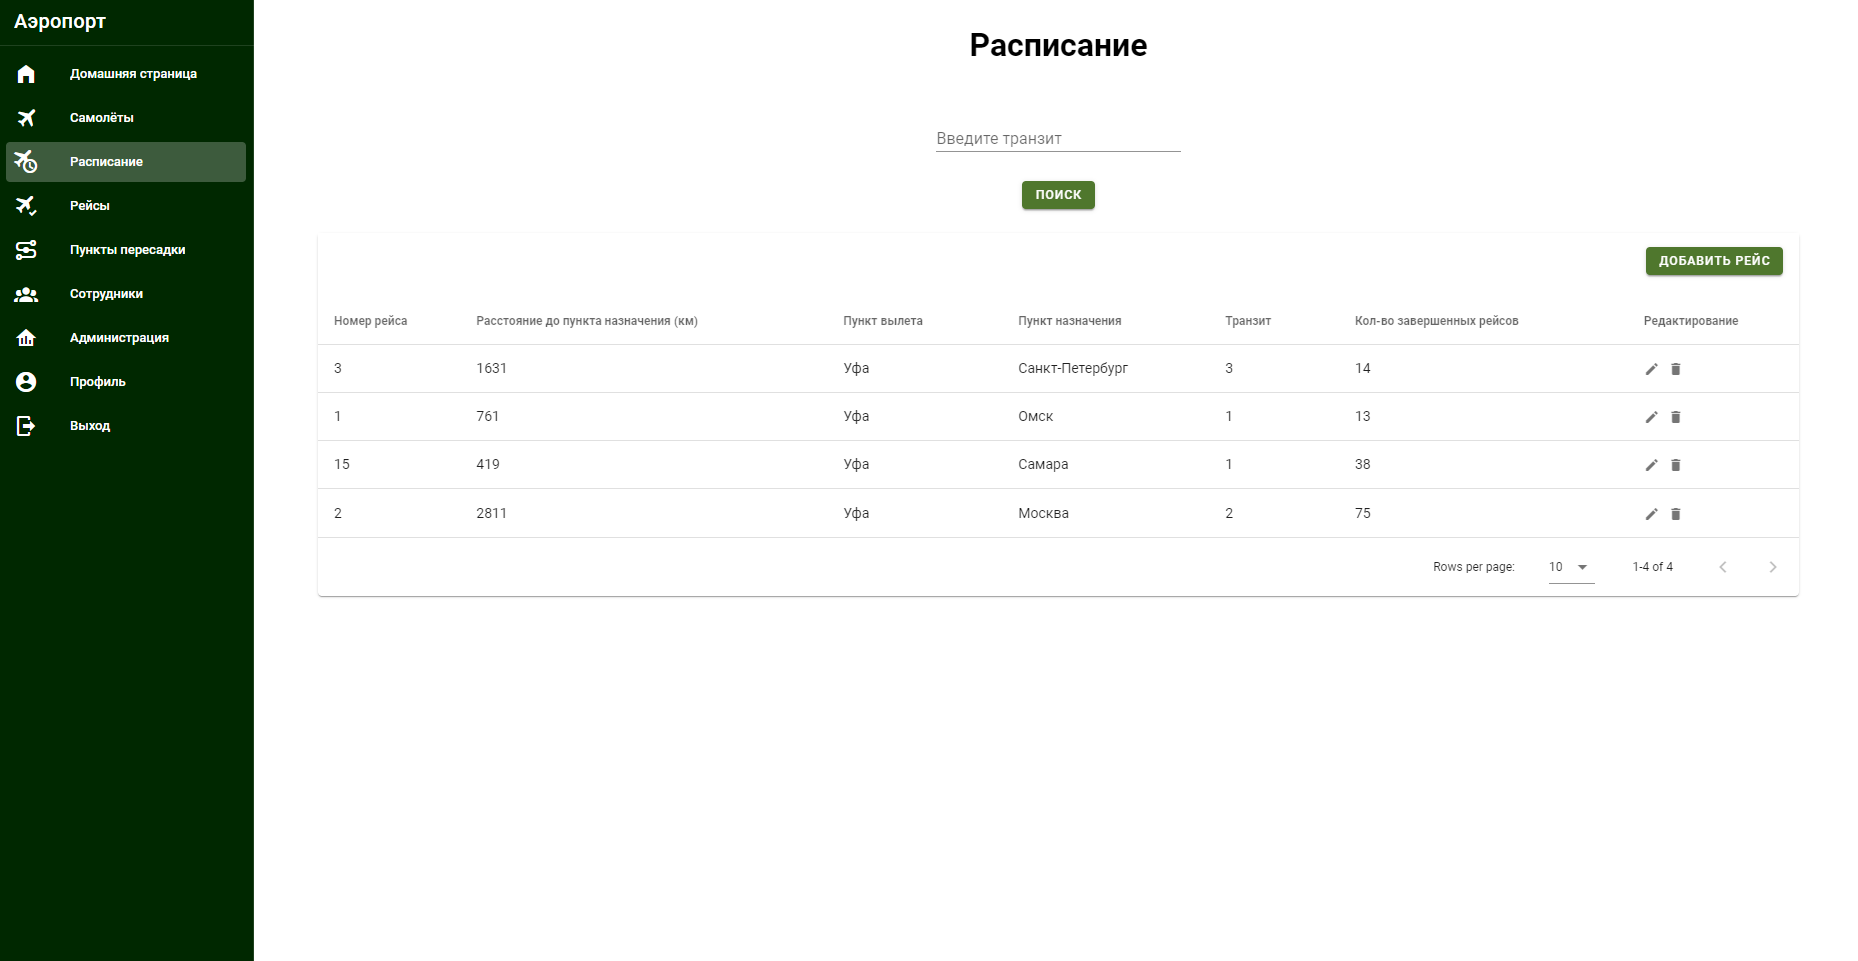 Аэропорт
Домашняя страница
Самолёты
Расписание
Рейсы
Пункты пересадки
Сотрудники
Администрация
Профиль
Выход
Расписание
Введите транзит
ПОИСК
ДОБАВИТЬ РЕЙС
Номер рейса Расстояние до пункта назначения (км) Пункт вылета Пункт назначения Транзит Кол-во завершенных рейсов Редактирование
3 1631 Уфа Санкт-Петербург 3 14
1 761 Уфа Омск 1 13
15 419 Уфа Самара 1 38
2 2811 Уфа Москва 2 75
Rows per page: 10 1-4 of 4